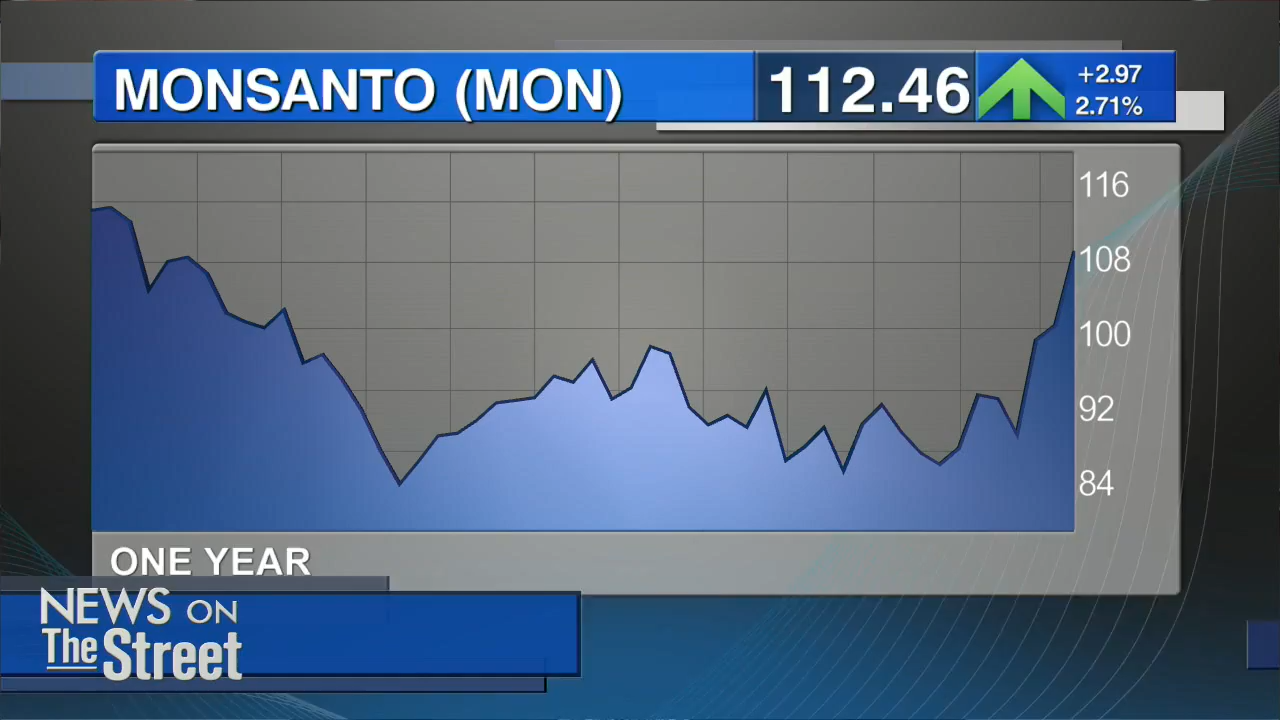 MONSANTO (MON)
112.46
+2.97
2.71%
116
108
100
92
84
ONE YEAR
NEWS ON
The Street